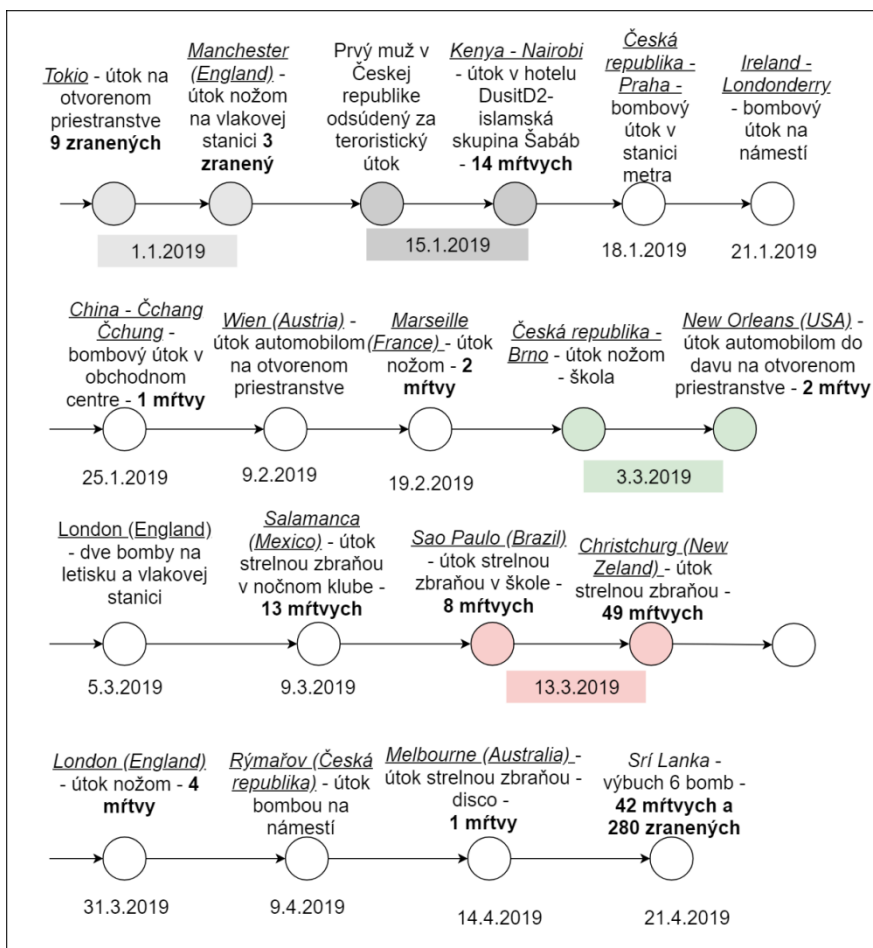 Tokio - útok na
otvorenom
priestranstve
9 zranených
Manchester
(England) -
útok nožom
na vlakovej
stanici 3
zranený
Prvý muž v
Českej
republike
odsúdený za
teroristický
útok
Kenya - Nairobi
- útok v hotelu
DusitD2-
islamská
skupina Šabáb
- 14 mŕtvych
Česká
republika -
Praha -
bombový
útok v
stanici
metra
Ireland -
Londonderry
- bombový
útok na
námestí
1.1.2019
15.1.2019
18.1.2019
21.1.2019
China - Čchang
Čchung -
bombový útok v
obchodnom
centre - 1 mŕtvy
Wien (Austria) -
útok automobilom
na otvorenom
priestranstve
Marseille
(France) - útok
nožom - 2
mŕtvy
Česká republika -
Brno - útok nožom
- škola
New Orleans (USA) -
útok automobilom do
davu na otvorenom
priestranstve - 2 mŕtvy
25.1.2019
9.2.2019
19.2.2019
3.3.2019
London (England)
- dve bomby na
letisku a vlakovej
stanici
Salamanca
(Mexico) - útok
strelnou zbraňou
v nočnom klube -
13 mŕtvych
Sao Paulo (Brazil)
- útok strelnou
zbraňou v škole -
8 mŕtvych
Christchurg (New
Zeland) - útok
strelnou zbraňou -
49 mŕtvych
5.3.2019
9.3.2019
13.3.2019
London (England)
- útok nožom - 4
mŕtvy
Rýmařov (Česká
republika) - útok
bombou na
námestí
Melbourne (Australia) -
útok strelnou zbraňou -
disco -
1 mŕtvy
Srí Lanka -
výbuch 6 bomb -
42 mŕtvych a
280 zranených
31.3.2019
9.4.2019
14.4.2019
21.4.2019